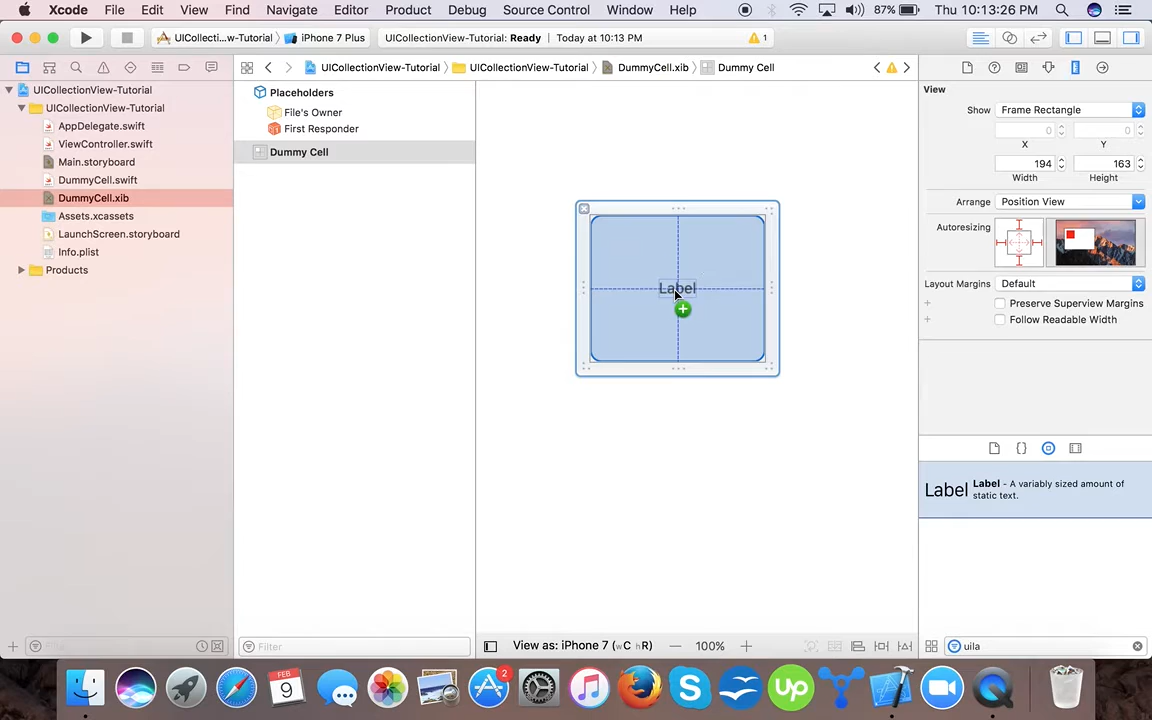 Xcode File Edit View Find Navigate Editor Product Debug Source Control Window Help 87% Thu 10:13:26 PM
UICollecti...w-Tutorial iPhone 7 Plus UICollectionView-Tutorial: Ready Today at 10:13 PM 1
UICollectionView-Tutorial UICollectionView-Tutorial DummyCell.xib Dummy Cell
UICollectionView-Tutorial
UICollectionView-Tutorial
AppDelegate.swift
ViewController.swift
Main.storyboard
DummyCell.swift
DummyCell.xib
Assets.xcassets
LaunchScreen.storyboard
Info.plist
Products
Placeholders
File's Owner
First Responder
Dummy Cell
Label
View
Show Frame Rectangle
0 0
X Y
194 163
Width Height
Arrange Position View
Autoresizing
Layout Margins Default
Preserve Superview Margins
Follow Readable Width
Label Label - A variably sized amount of
static text.
Filter
View as: iPhone 7 (wC hR) 100%
uila
FEB
9
2
up